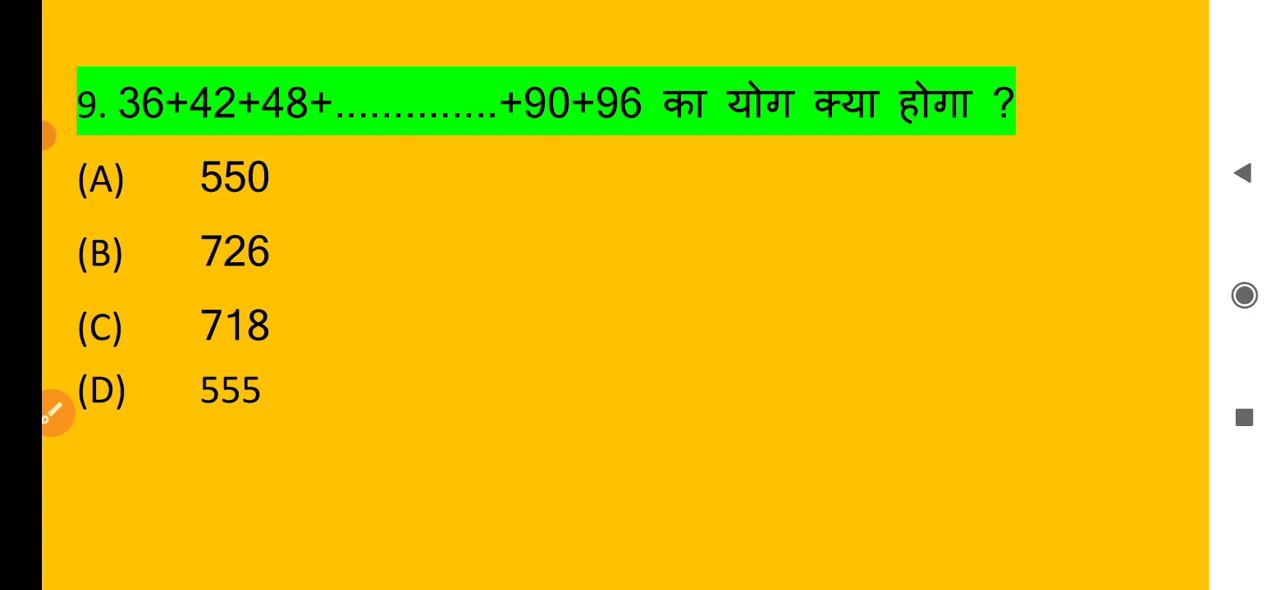 9. 36+42+48+..............+90+96 का योग क्या होगा ?
(A) 550
(B) 726
(C) 718
(D) 555